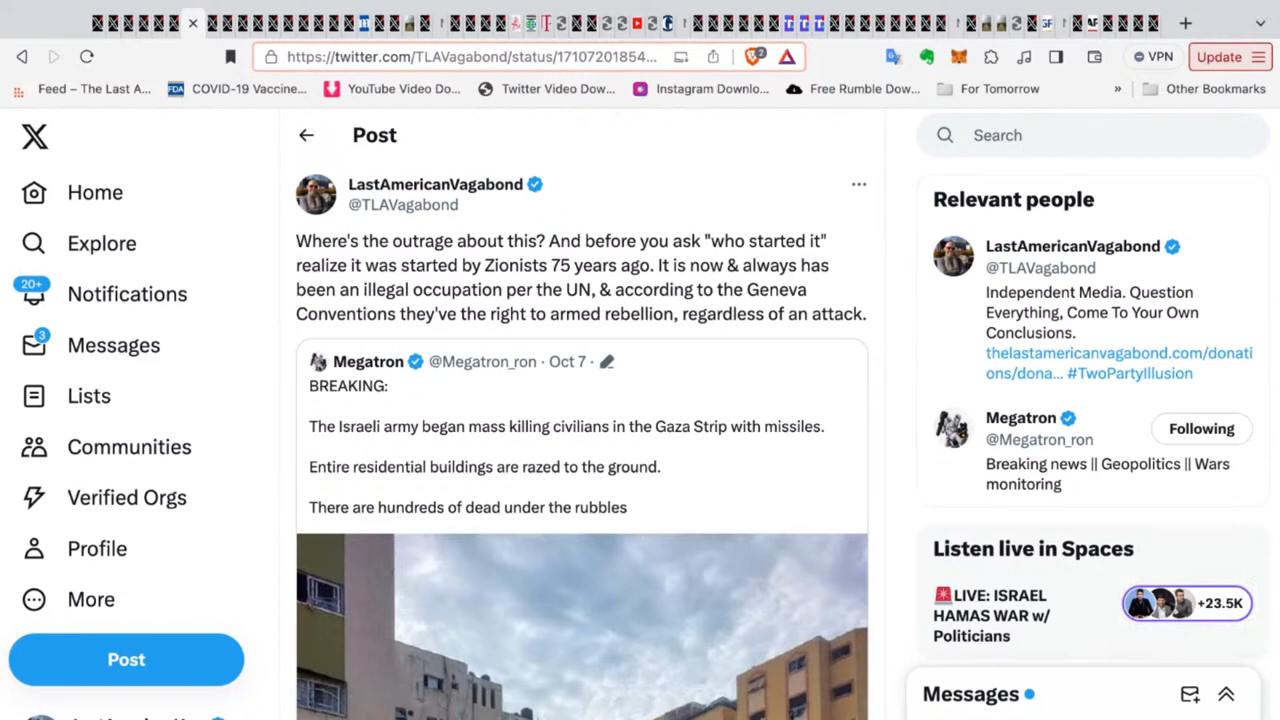 2
VPN
Update
https://twitter.com/TLAVagabond/status/17107201854...
Feed – The Last A...
FDA
COVID-19 Vaccine...
YouTube Video Do...
Twitter Video Dow...
Instagram Downlo...
Free Rumble Dow...
For Tomorrow
»
Other Bookmarks
Home
Explore
20+
Notifications
3
Messages
Lists
Communities
Verified Orgs
Profile
More
Post
Post
LastAmericanVagabond
@TLAVagabond
Where's the outrage about this? And before you ask "who started it"
realize it was started by Zionists 75 years ago. It is now & always has
been an illegal occupation per the UN, & according to the Geneva
Conventions they've the right to armed rebellion, regardless of an attack.
Megatron @Megatron_ron · Oct 7 ·
BREAKING:
The Israeli army began mass killing civilians in the Gaza Strip with missiles.
Entire residential buildings are razed to the ground.
There are hundreds of dead under the rubbles
Search
Relevant people
LastAmericanVagabond
@TLAVagabond
Independent Media. Question
Everything, Come To Your Own
Conclusions.
thelastamericanvagabond.com/donati
ons/dona... #TwoPartyIllusion
Megatron
@Megatron_ron
Following
Breaking news || Geopolitics || Wars
monitoring
Listen live in Spaces
🚨LIVE: ISRAEL
HAMAS WAR w/
Politicians
+23.5K
Messages